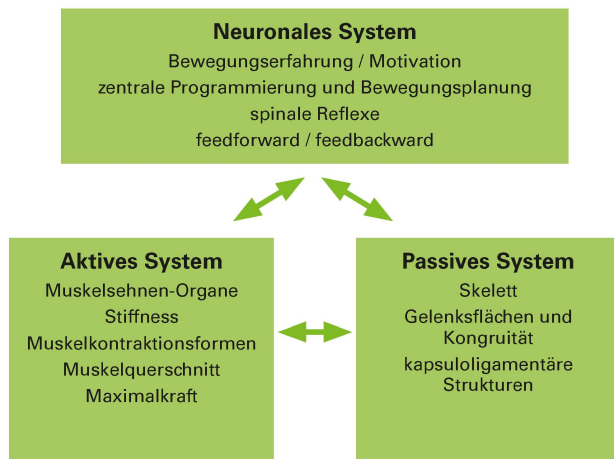 Neuronales System
Bewegungserfahrung / Motivation
zentrale Programmierung und Bewegungsplanung
spinale Reflexe
feedforward / feedbackward
Aktives System
Muskelsehnen-Organe
Stiffness
Muskelkontraktionsformen
Muskelquerschnitt
Maximalkraft
Passives System
Skelett
Gelenksflächen und
Kongruität
kapsuloligamentäre
Strukturen